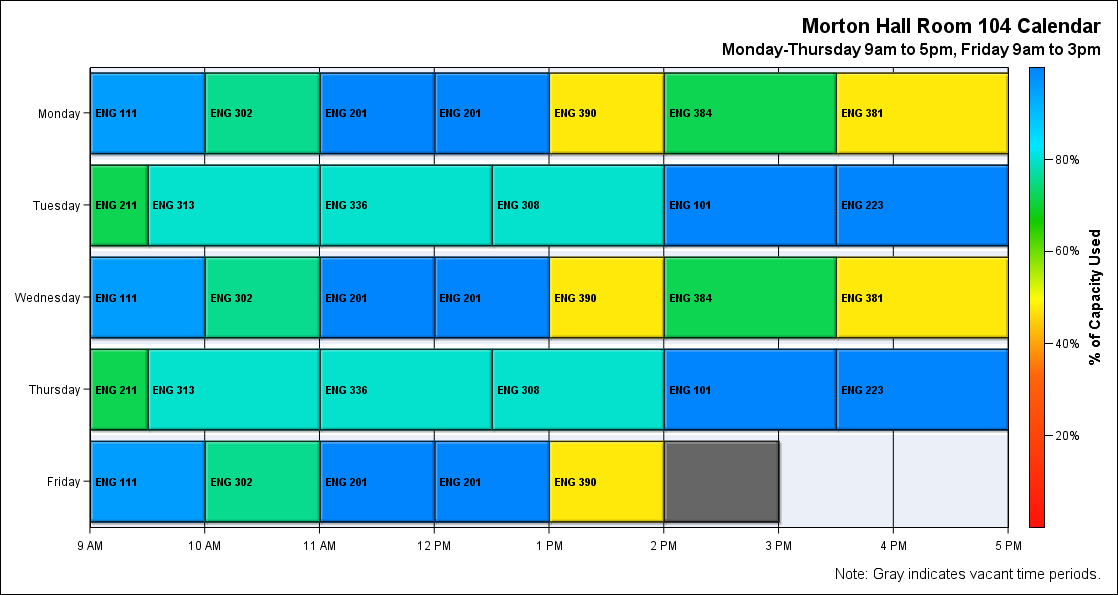 Morton Hall Room 104 Calendar
Monday-Thursday 9am to 5pm, Friday 9am to 3pm
Monday
ENG 111 ENG 302 ENG 201 ENG 201 ENG 390 ENG 384 ENG 381
Tuesday
ENG 211 ENG 313 ENG 336 ENG 308 ENG 101 ENG 223
Wednesday
ENG 111 ENG 302 ENG 201 ENG 201 ENG 390 ENG 384 ENG 381
Thursday
ENG 211 ENG 313 ENG 336 ENG 308 ENG 101 ENG 223
Friday
ENG 111 ENG 302 ENG 201 ENG 201 ENG 390
9 AM 10 AM 11 AM 12 PM 1 PM 2 PM 3 PM 4 PM 5 PM
80%
60%
40%
20%
% of Capacity Used
Note: Gray indicates vacant time periods.